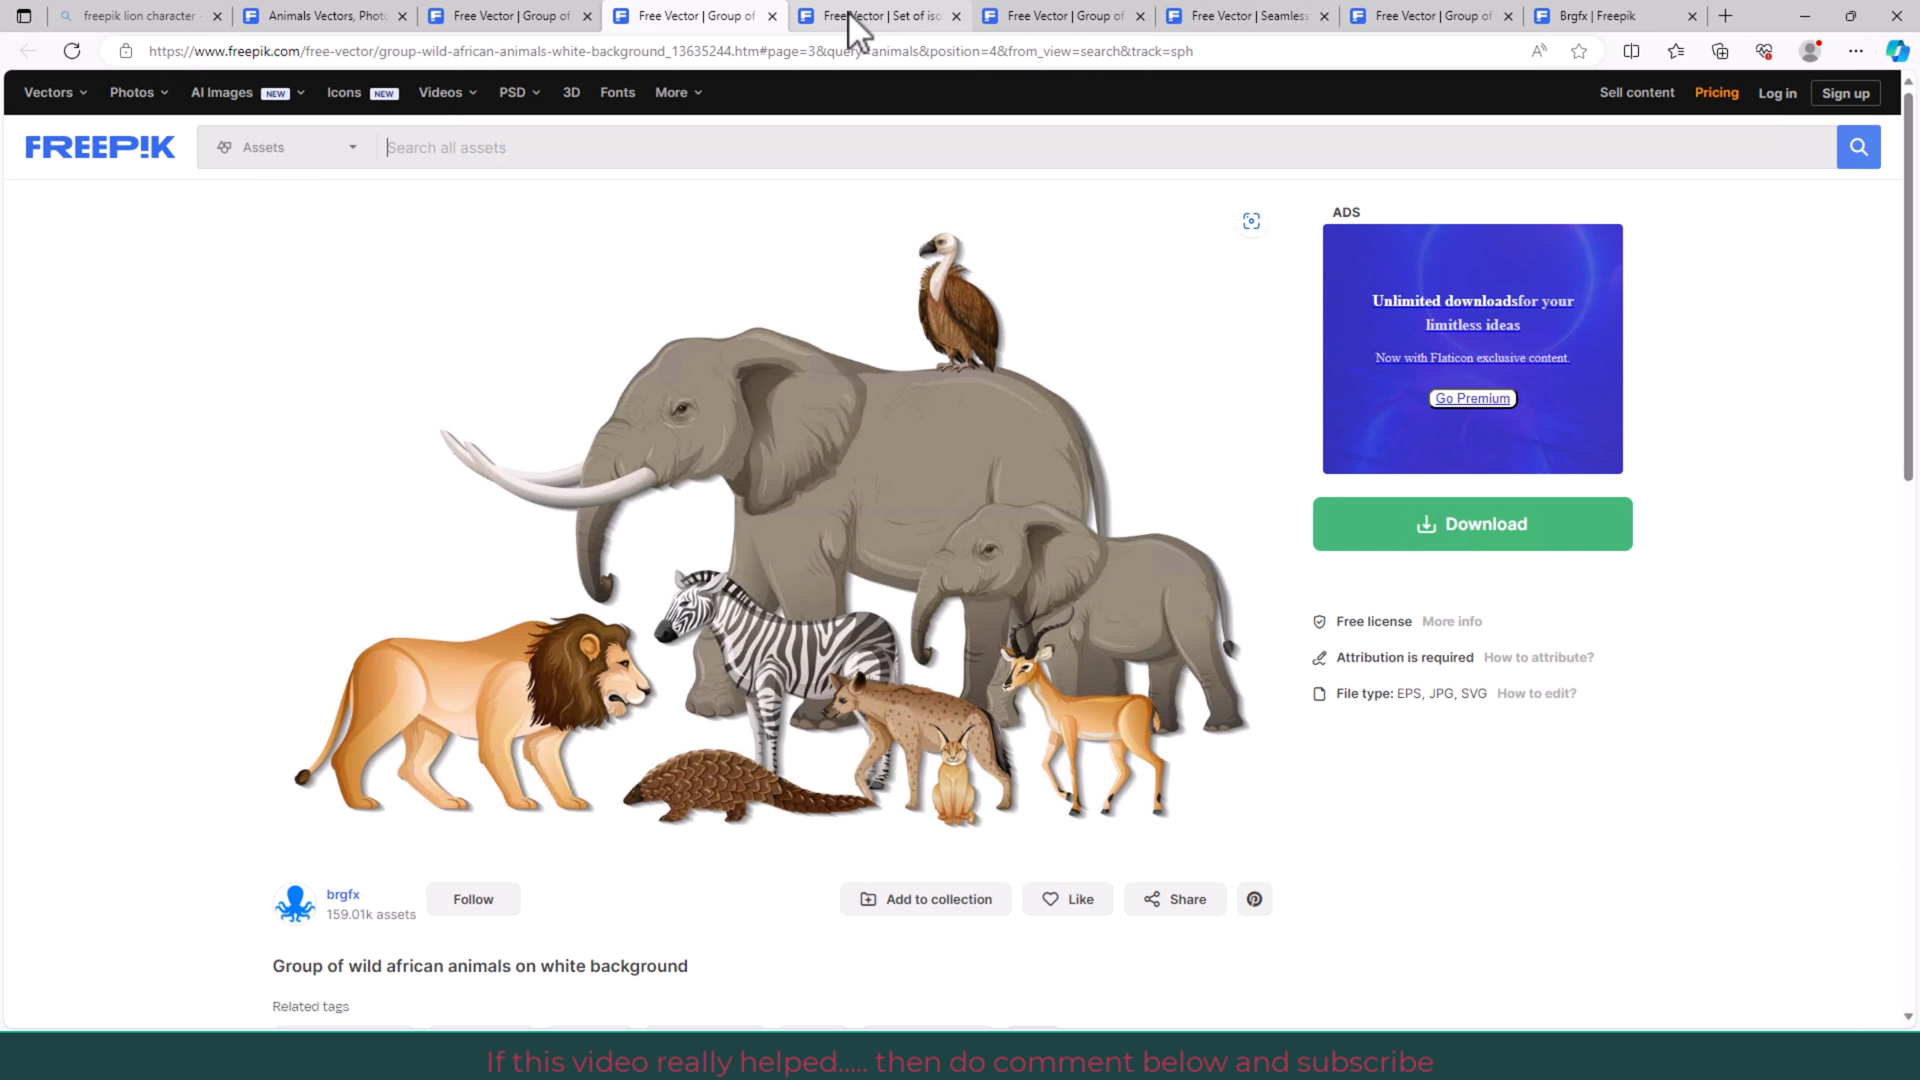 freepik lion character -
Animals Vectors, Photo
Free Vector | Group of
Free Vector | Group of
Free Vector | Set of iso
Free Vector | Group of
Free Vector | Seamless
Free Vector | Group of
Brgfx | Freepik
https://www.freepik.com/free-vector/group-wild-african-animals-white-background_13635244.htm#page=3&query=animals&position=4&from_view=search&track=sph
Vectors
Photos
AI Images NEW
Icons NEW
Videos
PSD
3D
Fonts
More
Sell content
Pricing
Log in
Sign up
FREEP!K
Assets
Search all assets
ADS
Unlimited downloadsfor your
limitless ideas
Now with Flaticon exclusive content.
Go Premium
Download
Free license More info
Attribution is required How to attribute?
File type: EPS, JPG, SVG How to edit?
brgfx
159.01k assets
Follow
Add to collection
Like
Share
Group of wild african animals on white background
Related tags
If this video really helped..... then do comment below and subscribe